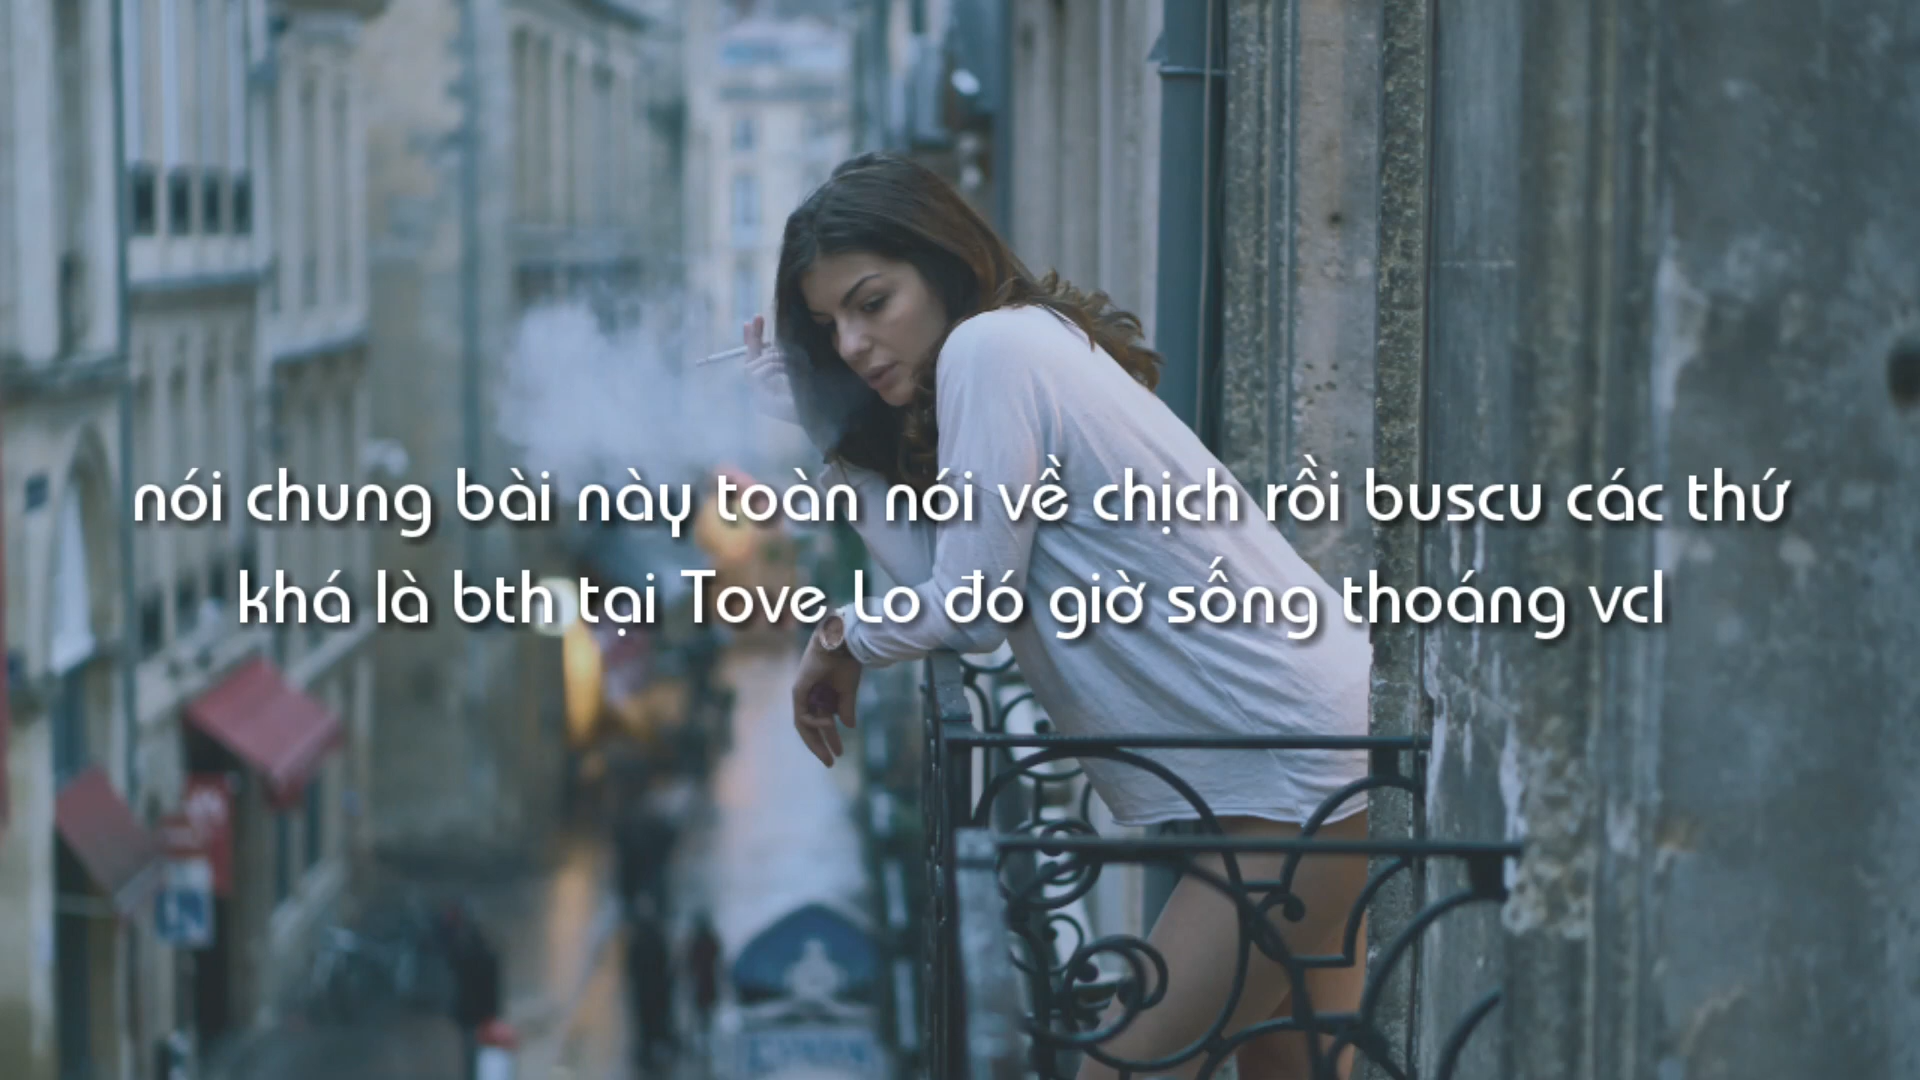 nói chung bài này toàn nói về chịch rồi buscu các thứ
khá là bth tại Tove Lo đó giờ sống thoáng vcl